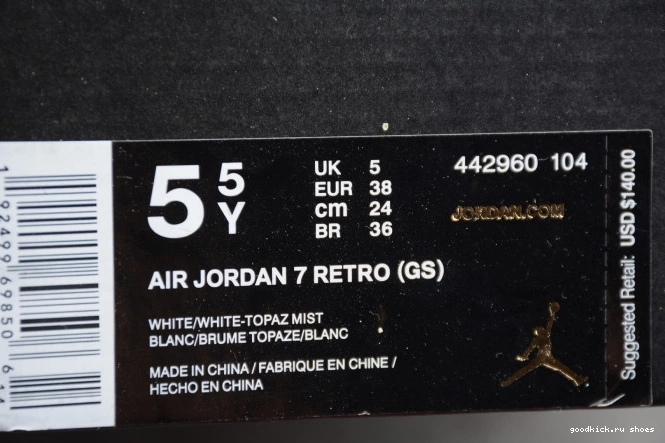 5 5 Y
UK 5
EUR 38
cm 24
BR 36
442960 104
JORDAN.COM
AIR JORDAN 7 RETRO (GS)
WHITE/WHITE-TOPAZ MIST
BLANC/BRUME TOPAZE/BLANC
MADE IN CHINA / FABRIQUE EN CHINE /
HECHO EN CHINA
Suggested Retail: USD $140.00
goodkick.ru shoes